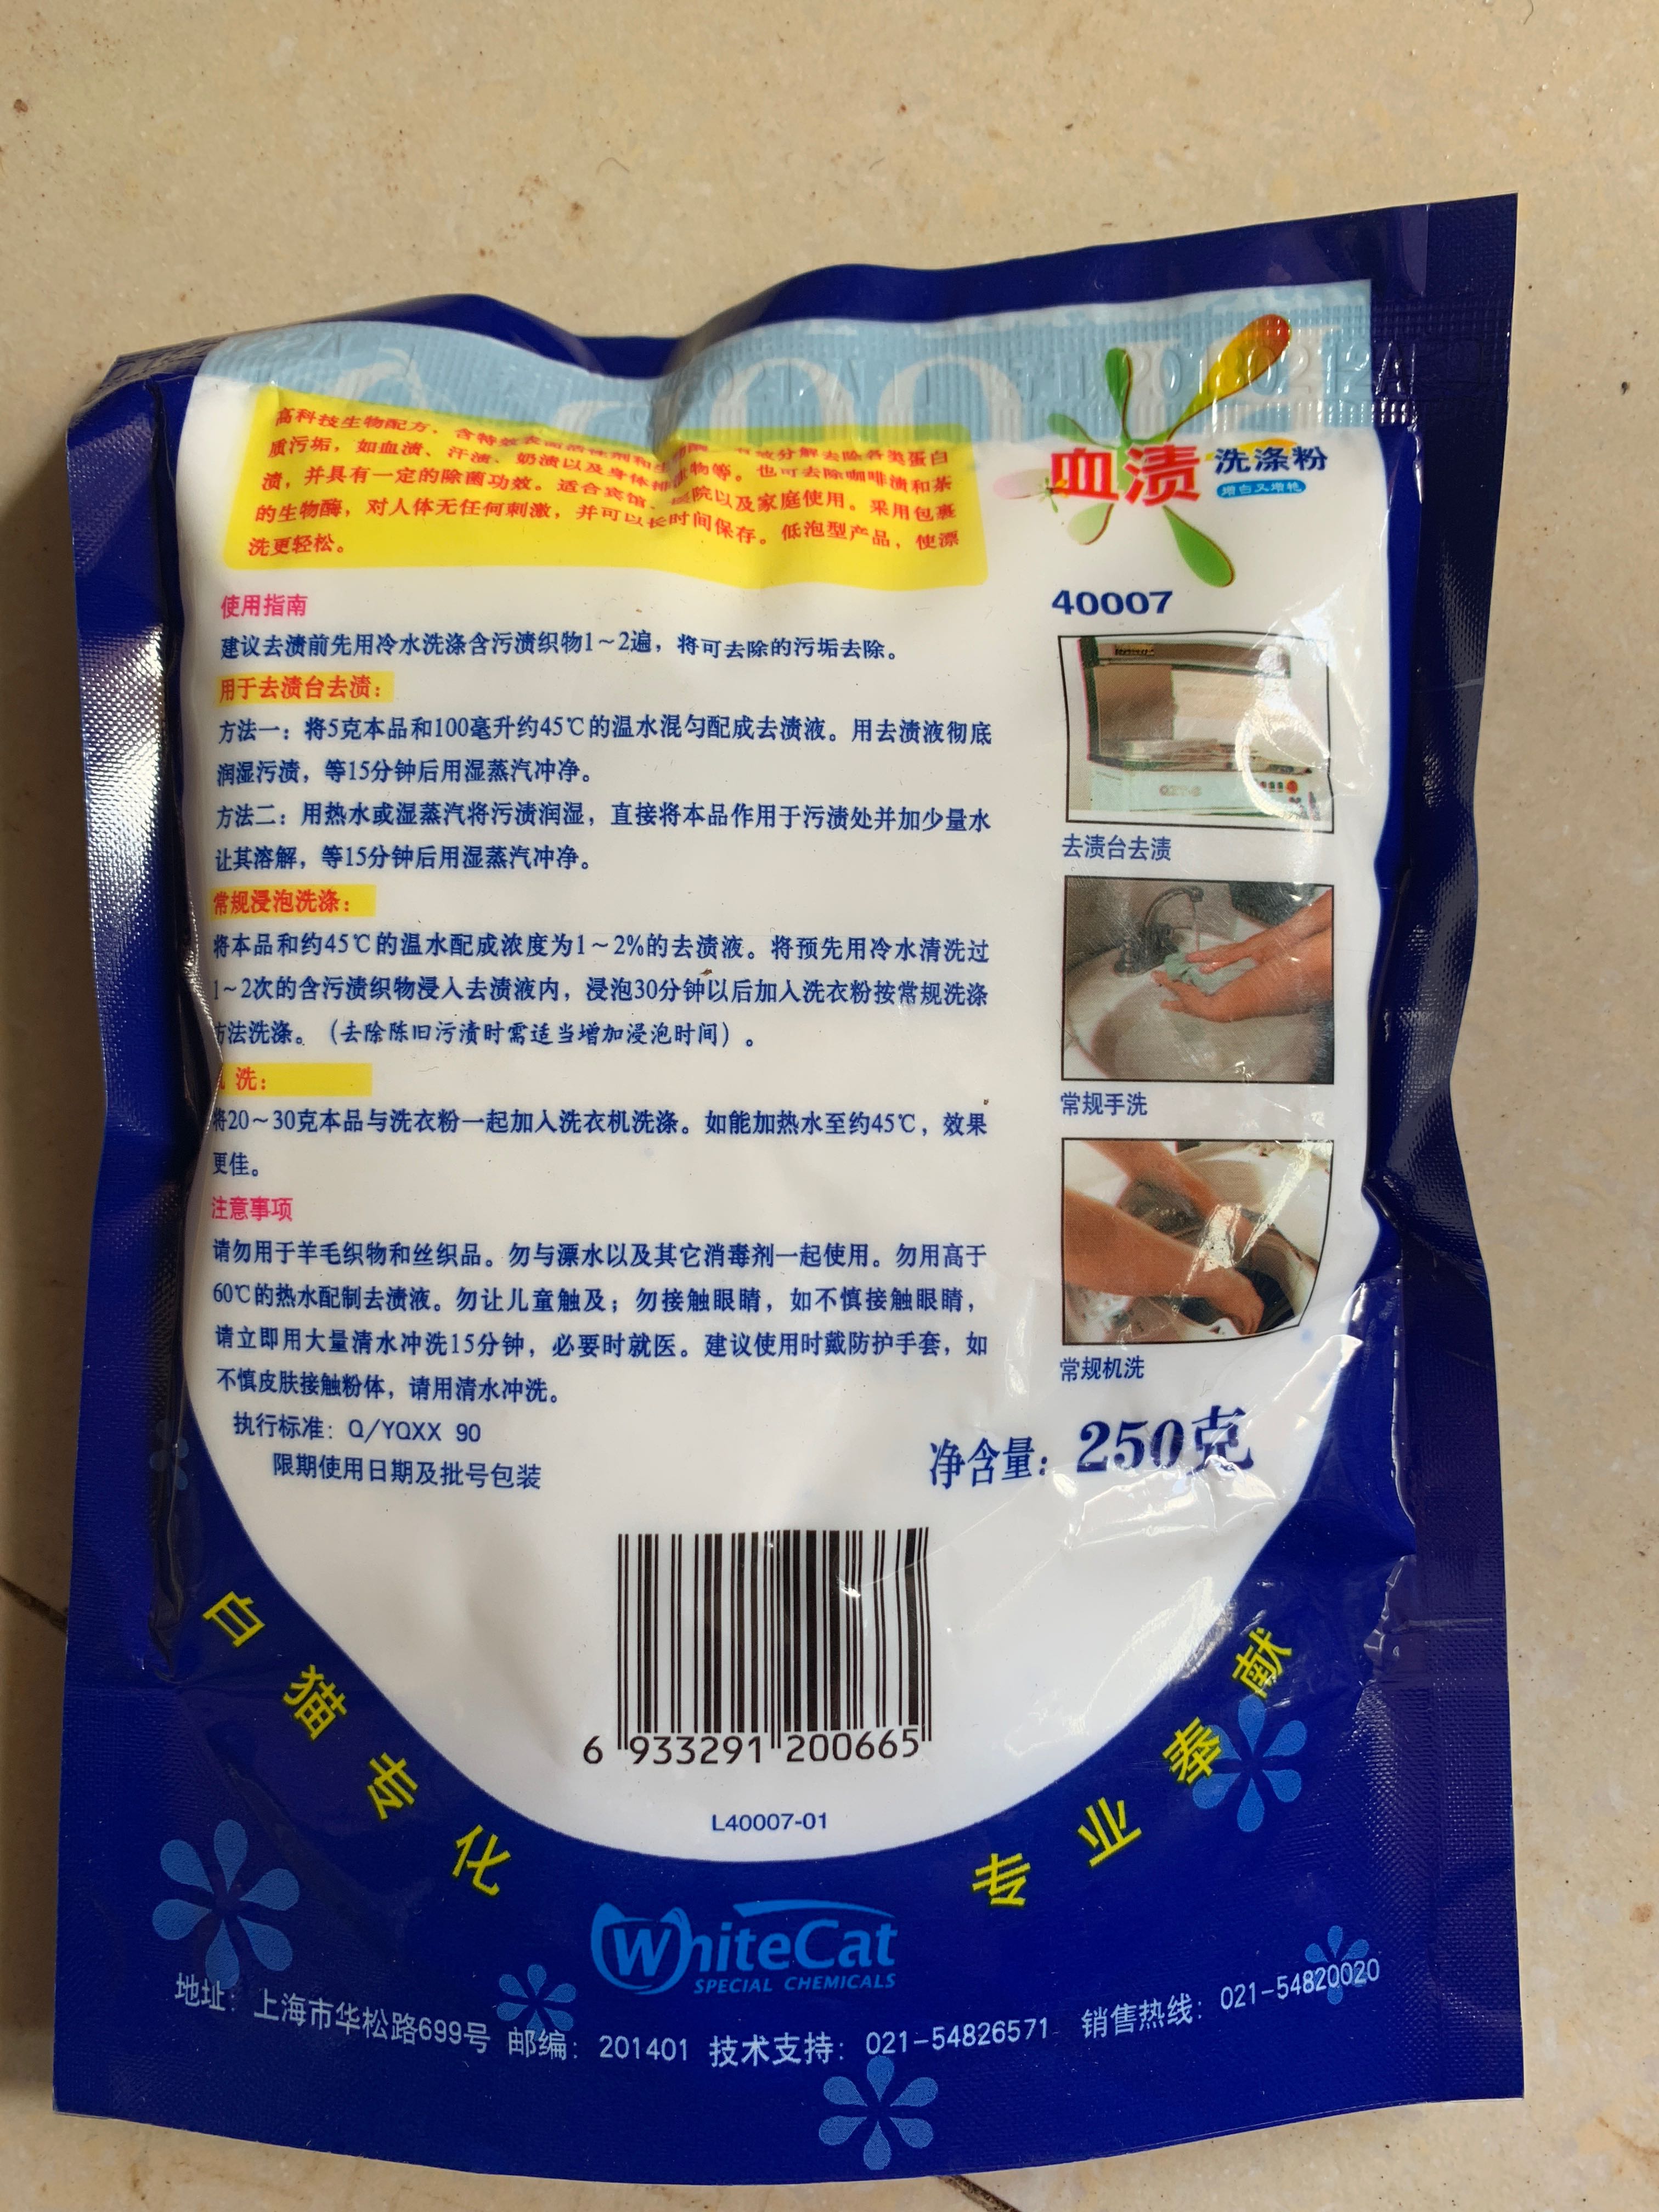 高科技生物配方，含特效表面活性剂和生物酶，有效分解去除各类蛋白
质污垢，如血渍、汗渍、奶渍以及身体排泄物等。也可去除咖啡渍和茶
渍，并具有一定的除菌功效。适合宾馆、医院以及家庭使用。采用包裹
的生物酶，对人体无任何刺激，并可以长时间保存。低泡型产品，使漂
洗更轻松。
血渍 洗涤粉
增白又增艳
40007
使用指南
建议去渍前先用冷水洗涤含污渍织物1～2遍，将可去除的污垢去除。
用于去渍台去渍：
方法一：将5克本品和100毫升约45℃的温水混匀配成去渍液。用去渍液彻底
润湿污渍，等15分钟后用湿蒸汽冲净。
方法二：用热水或湿蒸汽将污渍润湿，直接将本品作用于污渍处并加少量水
让其溶解，等15分钟后用湿蒸汽冲净。
去渍台去渍
常规浸泡洗涤：
将本品和约45℃的温水配成浓度为1～2%的去渍液。将预先用冷水清洗过
1～2次的含污渍织物浸入去渍液内，浸泡30分钟以后加入洗衣粉按常规洗涤
方法洗涤。（去除陈旧污渍时需适当增加浸泡时间）。
常规手洗
洗：
将20～30克本品与洗衣粉一起加入洗衣机洗涤。如能加热水至约45℃，效果
更佳。
注意事项
请勿用于羊毛织物和丝织品。勿与漂水以及其它消毒剂一起使用。勿用高于
60℃的热水配制去渍液。勿让儿童触及；勿接触眼睛，如不慎接触眼睛，
请立即用大量清水冲洗15分钟，必要时就医。建议使用时戴防护手套，如
不慎皮肤接触粉体，请用清水冲洗。
常规机洗
执行标准：Q/YQXX 90
限期使用日期及批号包装
净含量：250克
6 933291 200665
L40007-01
白猫专化 专业奉献
WhiteCat
SPECIAL CHEMICALS
地址：上海市华松路699号 邮编：201401 技术支持：021-54826571 销售热线：021-54820020